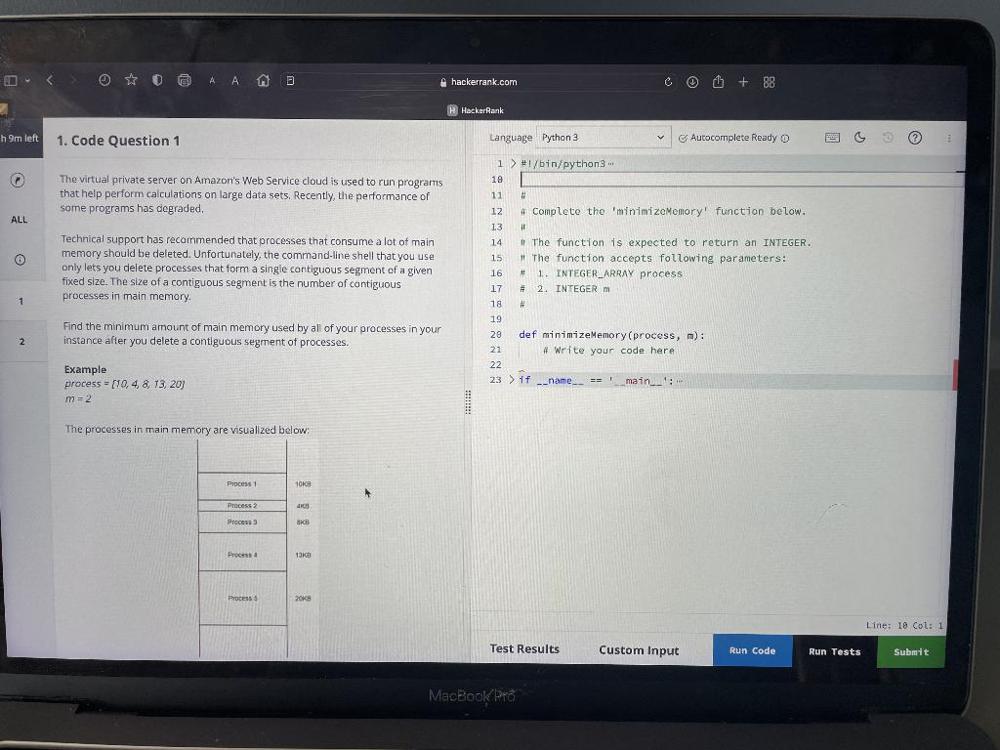 hackerrank.com
A A
H HackerRank
h 9m left
ALL
1
2
1. Code Question 1
The virtual private server on Amazon's Web Service cloud is used to run programs
that help perform calculations on large data sets. Recently, the performance of
some programs has degraded.
Technical support has recommended that processes that consume a lot of main
memory should be deleted. Unfortunately, the command-line shell that you use
only lets you delete processes that form a single contiguous segment of a given
fixed size. The size of a contiguous segment is the number of contiguous
processes in main memory.
Find the minimum amount of main memory used by all of your processes in your
instance after you delete a contiguous segment of processes.
Example
process = [10, 4, 8, 13, 20]
m = 2
The processes in main memory are visualized below:
Process 1 10KB
Process 2 4KB
Process 3 8KB
Process 4 13KB
Process 5 20KB
Language Python 3 Autocomplete Ready
1 > #!/bin/python3 ···
10
11 #
12 # Complete the 'minimizeMemory' function below.
13 #
14 # The function is expected to return an INTEGER.
15 # The function accepts following parameters:
16 # 1. INTEGER_ARRAY process
17 # 2. INTEGER m
18 #
19
20 def minimizeMemory(process, m):
21 # Write your code here
22
23 > if __name__ == '__main__': ···
Line: 10 Col: 1
Test Results Custom Input Run Code Run Tests Submit
MacBook Pro